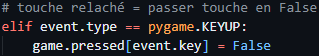 # touche relaché = passer touche en False
elif event.type == pygame.KEYUP:
    game.pressed[event.key] = False